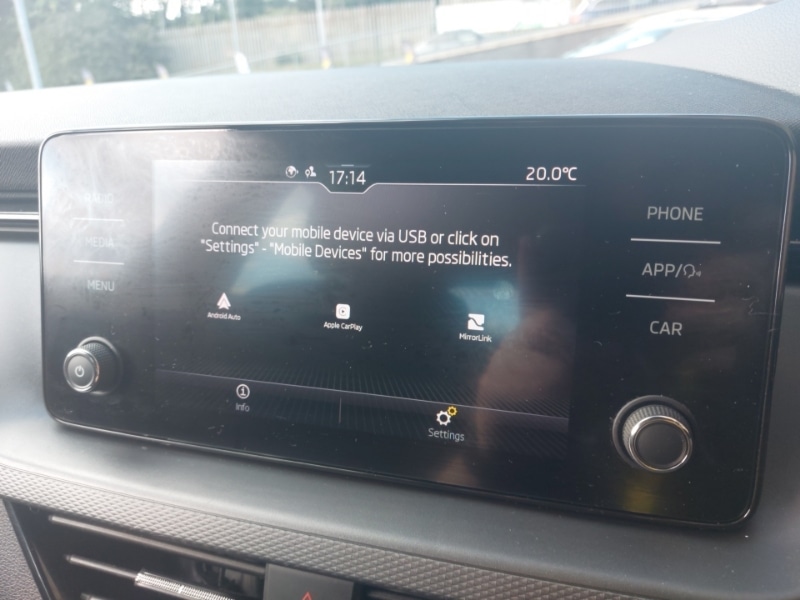 17:14
20.0°C
Connect your mobile device via USB or click on
"Settings" - "Mobile Devices" for more possibilities.
Android Auto
Apple CarPlay
MirrorLink
Info
Settings
MEDIA
MENU
PHONE
APP/
CAR